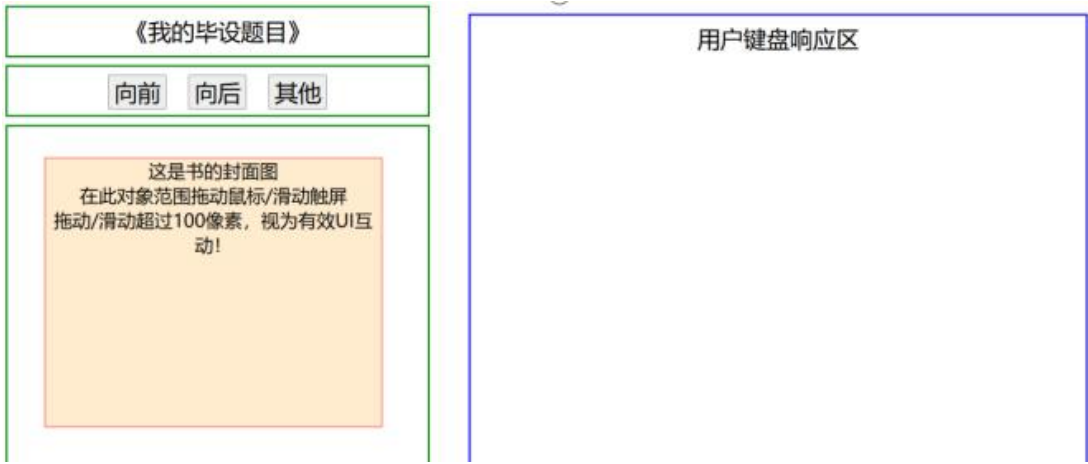 《我的毕设题目》
向前 向后 其他
这是书的封面图
在此对象范围拖动鼠标/滑动触屏
拖动/滑动超过100像素，视为有效UI互
动！
用户键盘响应区